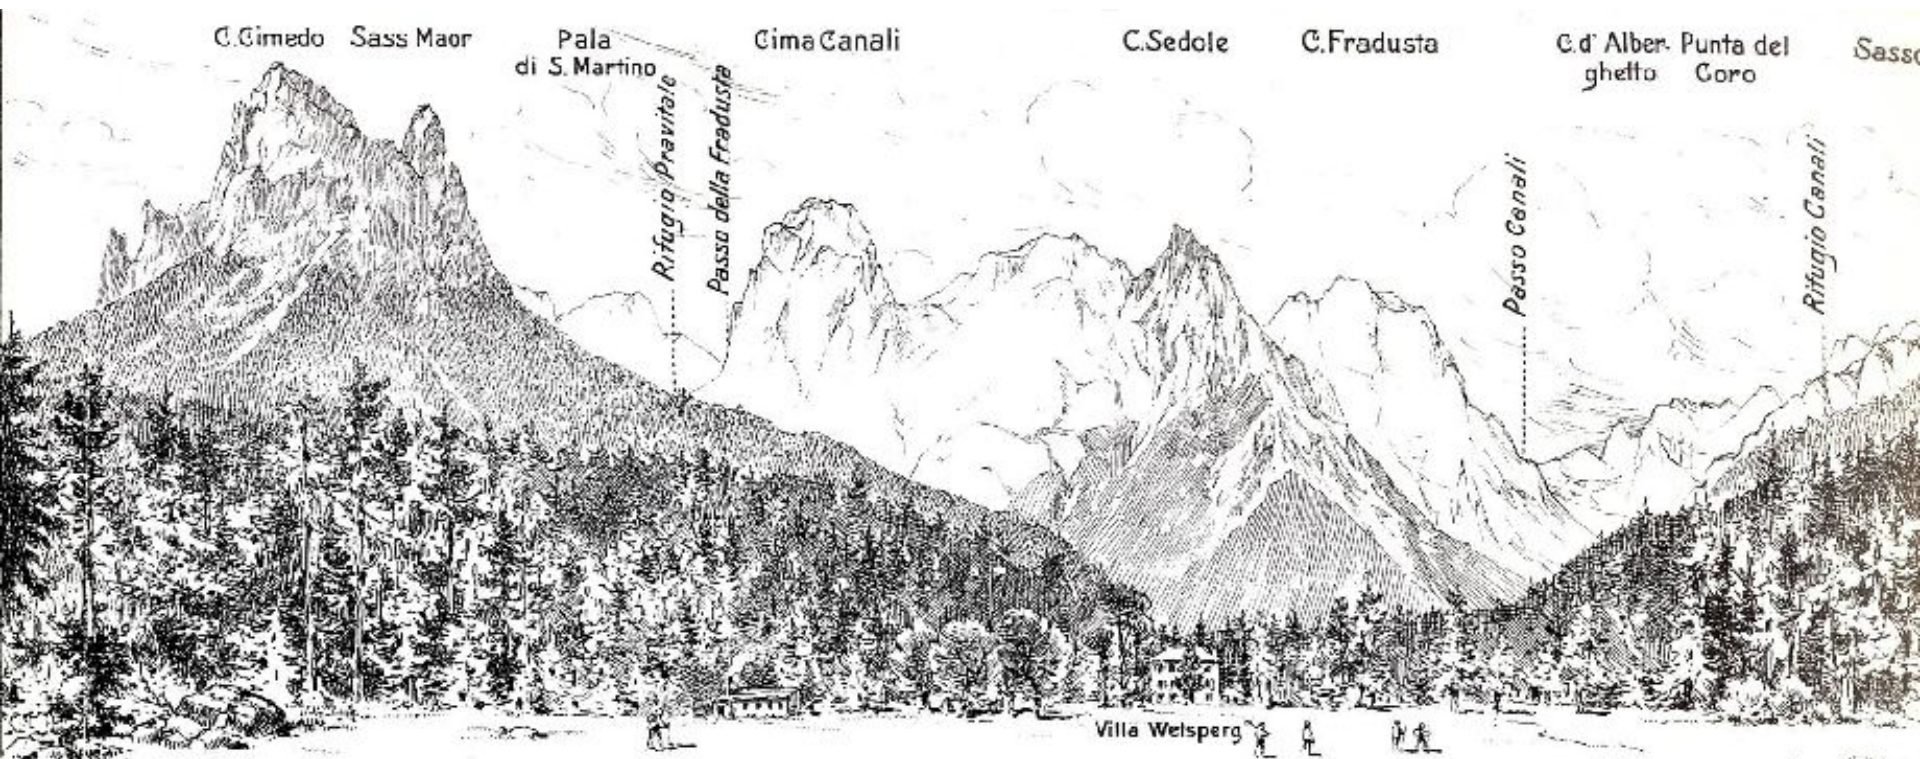 C.Cimedo
Sass Maor
Pala
di S. Martino
Rifugio Pravitale
Passo della Fradusta
Cima Canali
C.Sedole
C.Fradusta
Passo Canali
C.d' Alber-
ghetto
Punta del
Coro
Rifugio Canali
Sasso
Villa Welsperg